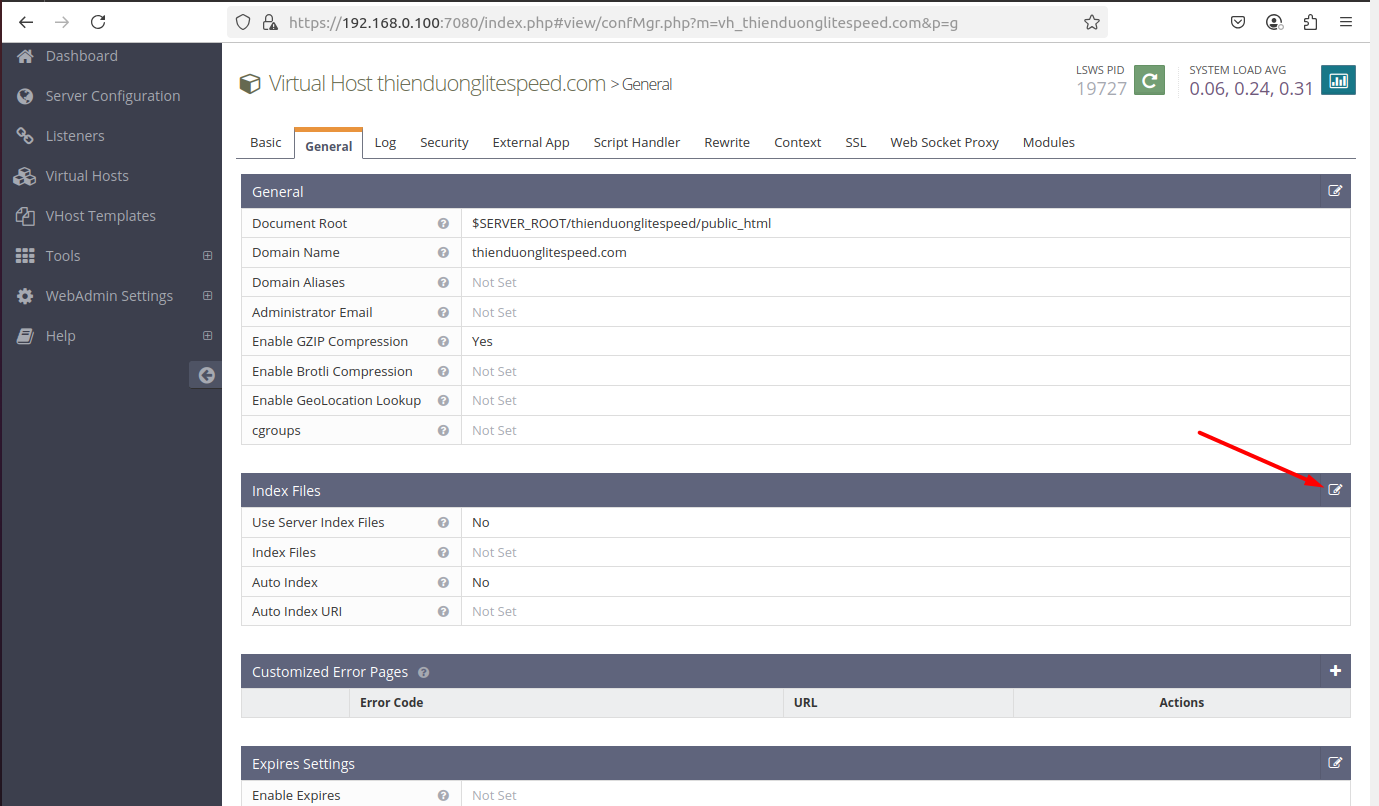 https://192.168.0.100:7080/index.php#view/confMgr.php?m=vh_thienduonglitespeed.com&p=g
Dashboard
Server Configuration
Listeners
Virtual Hosts
VHost Templates
Tools
WebAdmin Settings
Help
Virtual Host thienduonglitespeed.com > General
LSWS PID
19727
SYSTEM LOAD AVG
0.06, 0.24, 0.31
Basic General Log Security External App Script Handler Rewrite Context SSL Web Socket Proxy Modules
General
Document Root $SERVER_ROOT/thienduonglitespeed/public_html
Domain Name thienduonglitespeed.com
Domain Aliases Not Set
Administrator Email Not Set
Enable GZIP Compression Yes
Enable Brotli Compression Not Set
Enable GeoLocation Lookup Not Set
cgroups Not Set
Index Files
Use Server Index Files No
Index Files Not Set
Auto Index No
Auto Index URI Not Set
Customized Error Pages
Error Code URL Actions
Expires Settings
Enable Expires Not Set